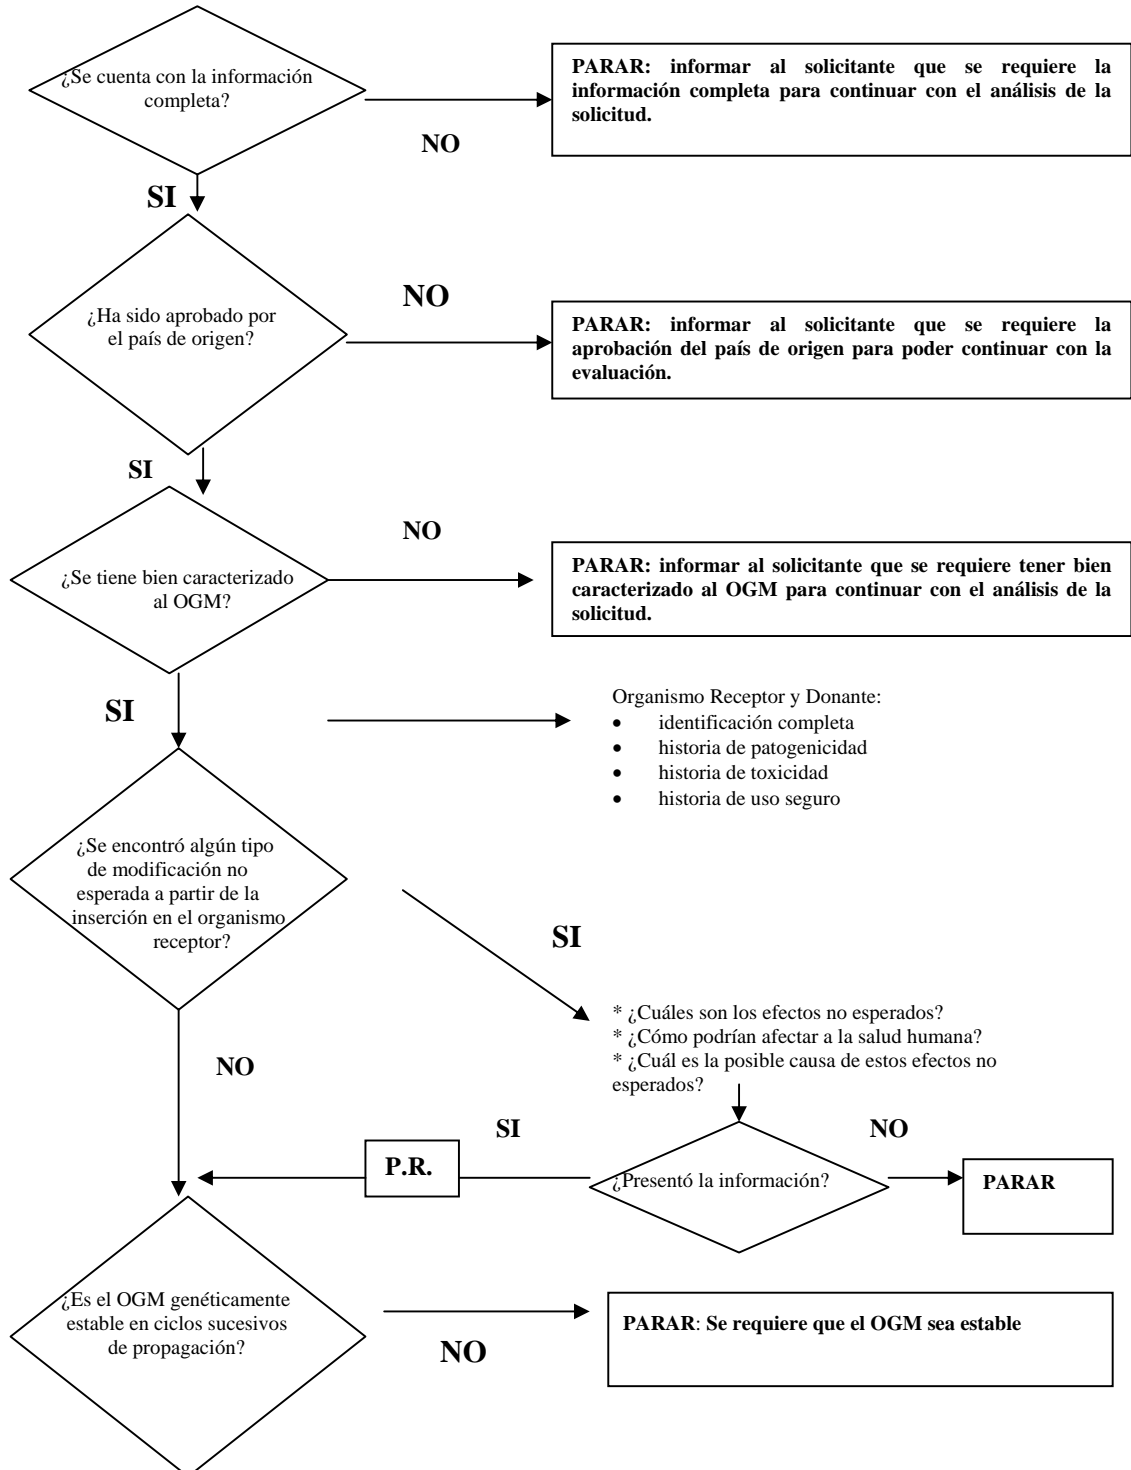 ¿Se cuenta con la información
completa?
PARAR: informar al solicitante que se requiere la
información completa para continuar con el análisis de la
solicitud.
NO
SI
¿Ha sido aprobado por
el país de origen?
NO
PARAR: informar al solicitante que se requiere la
aprobación del país de origen para poder continuar con la
evaluación.
SI
¿Se tiene bien caracterizado
al OGM?
NO
PARAR: informar al solicitante que se requiere tener bien
caracterizado al OGM para continuar con el análisis de la
solicitud.
SI
Organismo Receptor y Donante:
• identificación completa
• historia de patogenicidad
• historia de toxicidad
• historia de uso seguro
¿Se encontró algún tipo
de modificación no
esperada a partir de la
inserción en el organismo
receptor?
SI
* ¿Cuáles son los efectos no esperados?
* ¿Cómo podrían afectar a la salud humana?
* ¿Cuál es la posible causa de estos efectos no
esperados?
NO
SI
NO
P.R.
¿Presentó la información?
PARAR
¿Es el OGM genéticamente
estable en ciclos sucesivos
de propagación?
NO
PARAR: Se requiere que el OGM sea estable